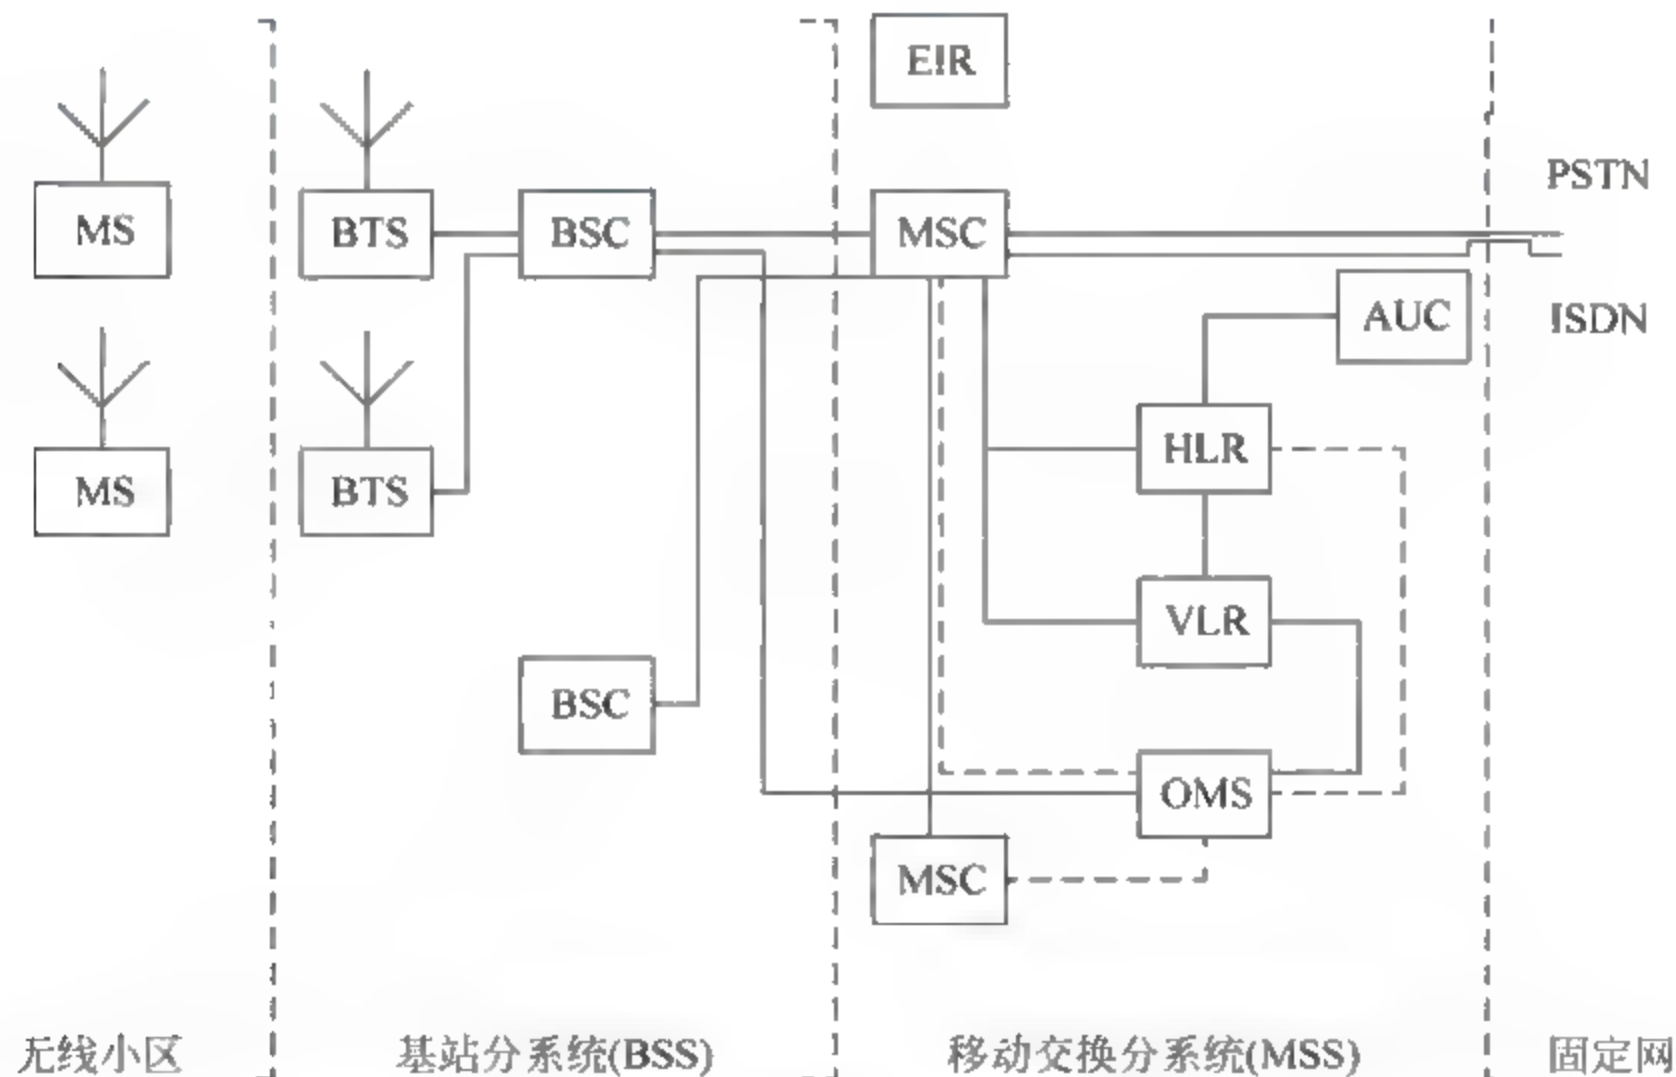 EIR
PSTN
MS
BTS
BSC
MSC
AUC
ISDN
HLR
MS
BTS
VLR
BSC
OMS
MSC
无线小区
基站分系统(BSS)
移动交换分系统(MSS)
固定网